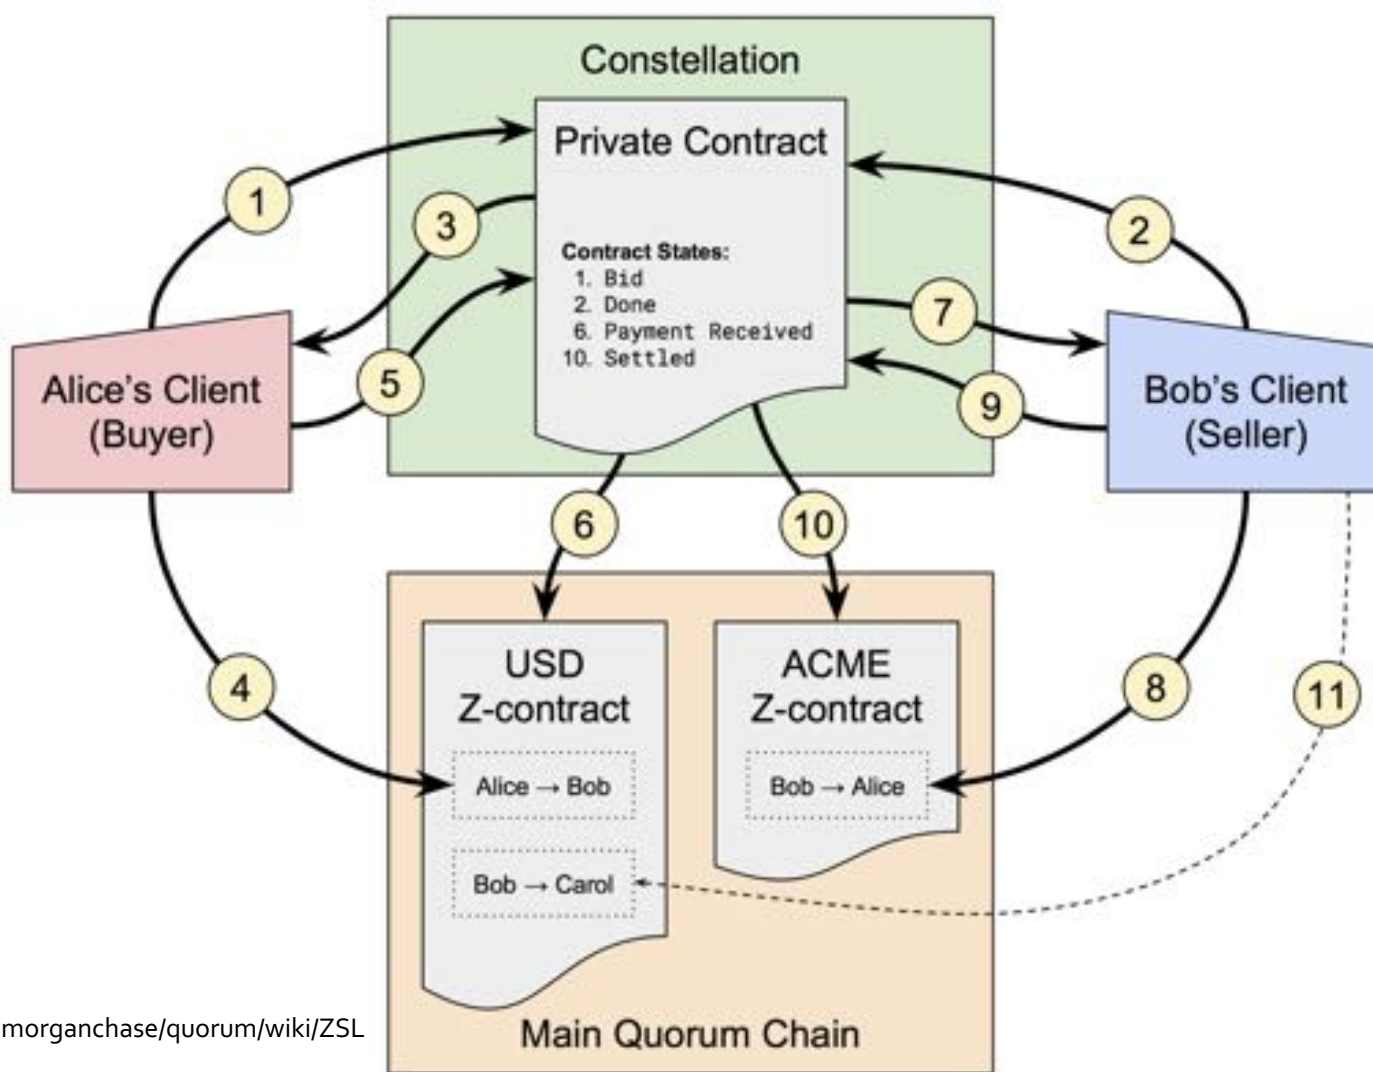 Constellation
Private Contract
Contract States:
1. Bid
2. Done
6. Payment Received
10. Settled
1
2
3
5
7
9
Alice’s Client
(Buyer)
Bob’s Client
(Seller)
6
10
4
8
11
USD
Z-contract
Alice → Bob
Bob → Carol
ACME
Z-contract
Bob → Alice
morganchase/quorum/wiki/ZSL
Main Quorum Chain